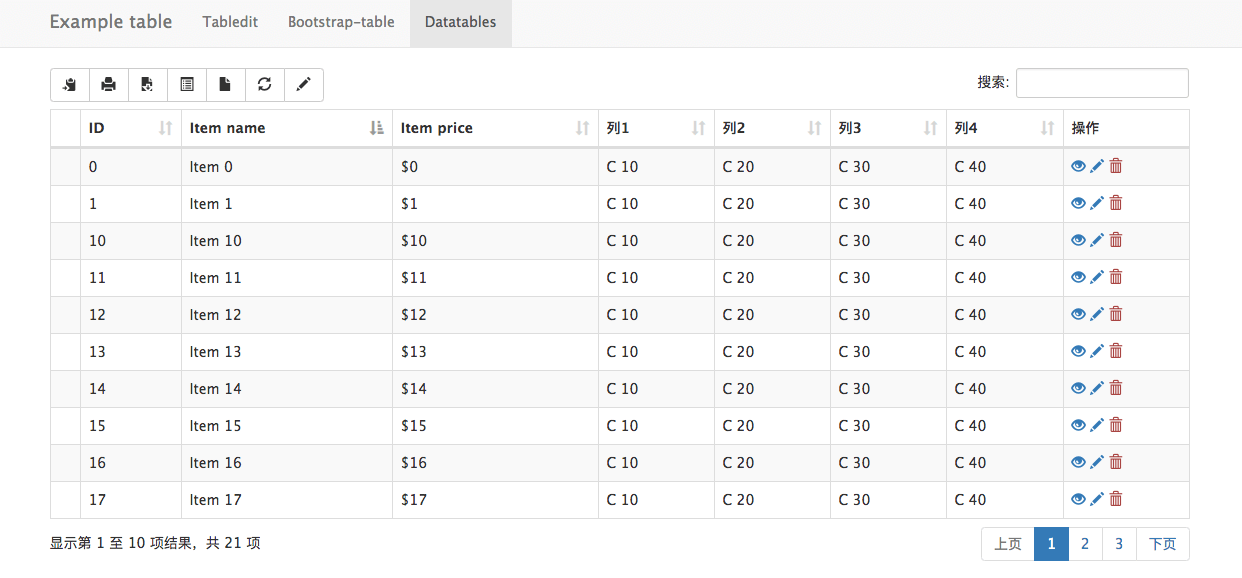 Example table Tabledit Bootstrap-table Datatables
搜索:
ID Item name Item price 列1 列2 列3 列4 操作
0 Item 0 $0 C 10 C 20 C 30 C 40
1 Item 1 $1 C 10 C 20 C 30 C 40
10 Item 10 $10 C 10 C 20 C 30 C 40
11 Item 11 $11 C 10 C 20 C 30 C 40
12 Item 12 $12 C 10 C 20 C 30 C 40
13 Item 13 $13 C 10 C 20 C 30 C 40
14 Item 14 $14 C 10 C 20 C 30 C 40
15 Item 15 $15 C 10 C 20 C 30 C 40
16 Item 16 $16 C 10 C 20 C 30 C 40
17 Item 17 $17 C 10 C 20 C 30 C 40
显示第 1 至 10 项结果，共 21 项 上页 1 2 3 下页